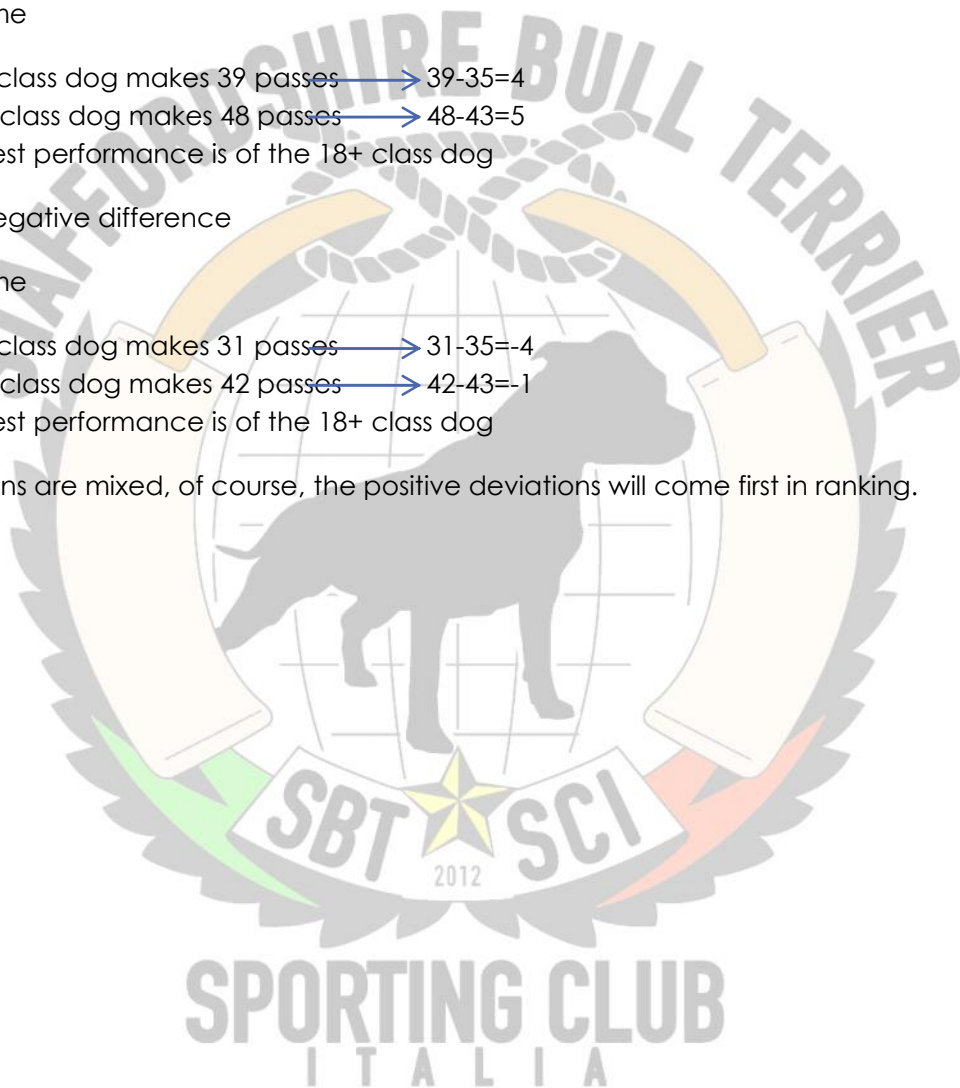 ne
class dog makes 39 passes 39-35=4
class dog makes 48 passes 48-43=5
est performance is of the 18+ class dog
egative difference
ne
class dog makes 31 passes 31-35=-4
class dog makes 42 passes 42-43=-1
est performance is of the 18+ class dog
ns are mixed, of course, the positive deviations will come first in ranking.
STAFFORDSHIRE BULL TERRIER
SBT SCI
2012
SPORTING CLUB
ITALIA